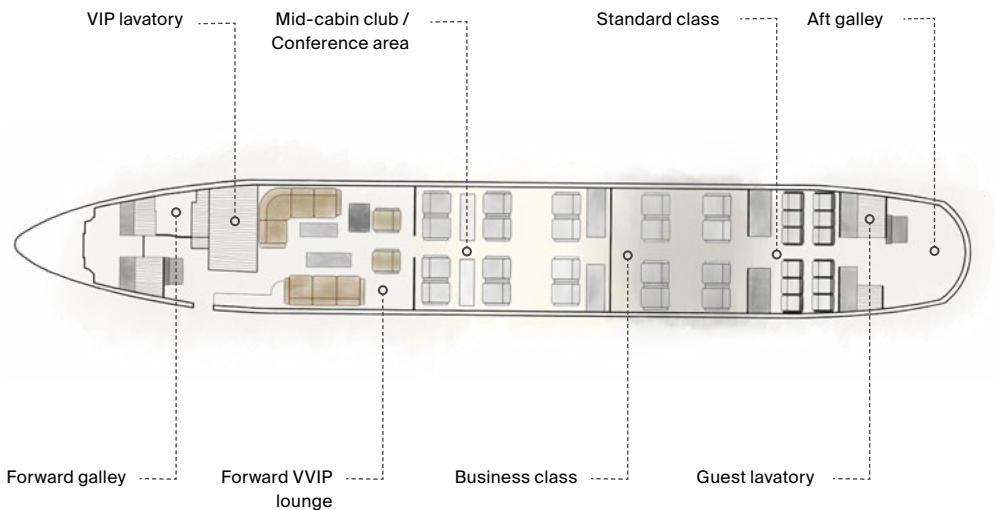 VIP lavatory
Mid-cabin club /
Conference area
Standard class
Aft galley
Forward galley
Forward VVIP
lounge
Business class
Guest lavatory